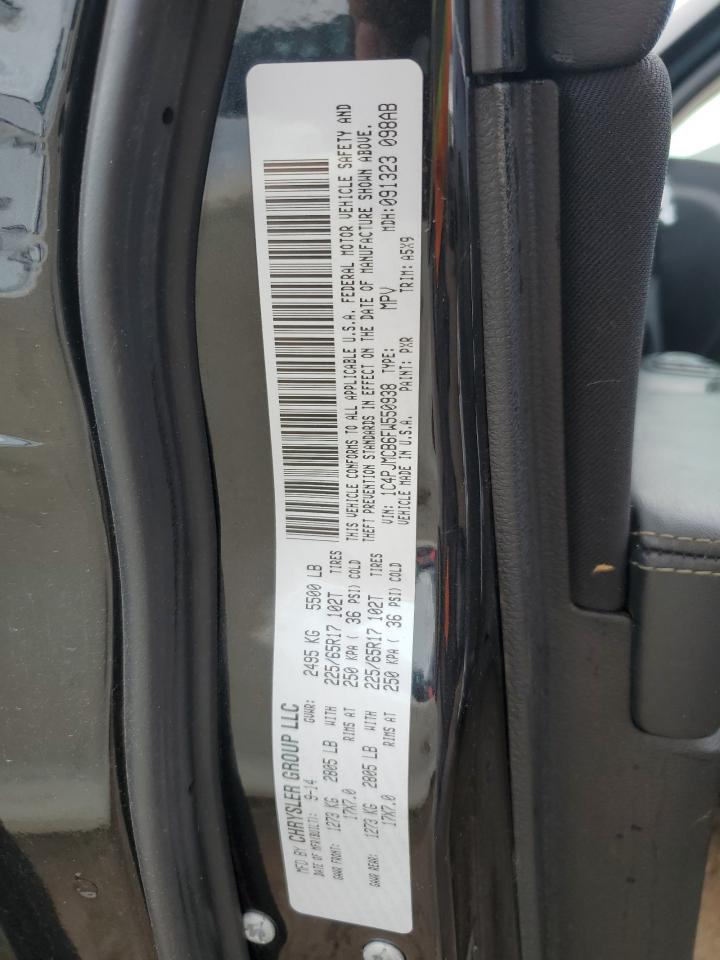 MFD BY CHRYSLER GROUP LLC
DATE OF MFR(BUILT): 9-14 GVWR: 2495 KG 5500 LB
GAWR FRONT: 1273 KG 2805 LB WITH 225/65R17 102T TIRES
17X7.0 RIMS AT 250 KPA ( 36 PSI) COLD
GAWR REAR: 1273 KG 2805 LB WITH 225/65R17 102T TIRES
17X7.0 RIMS AT 250 KPA ( 36 PSI) COLD
THIS VEHICLE CONFORMS TO ALL APPLICABLE U.S.A. FEDERAL MOTOR VEHICLE SAFETY AND
THEFT PREVENTION STANDARDS IN EFFECT ON THE DATE OF MANUFACTURE SHOWN ABOVE.
VIN: 1C4PJMCB6FW550938 TYPE: MPV MDH:091323 098AB
VEHICLE MADE IN U.S.A. PAINT: PXR TRIM: A5X9